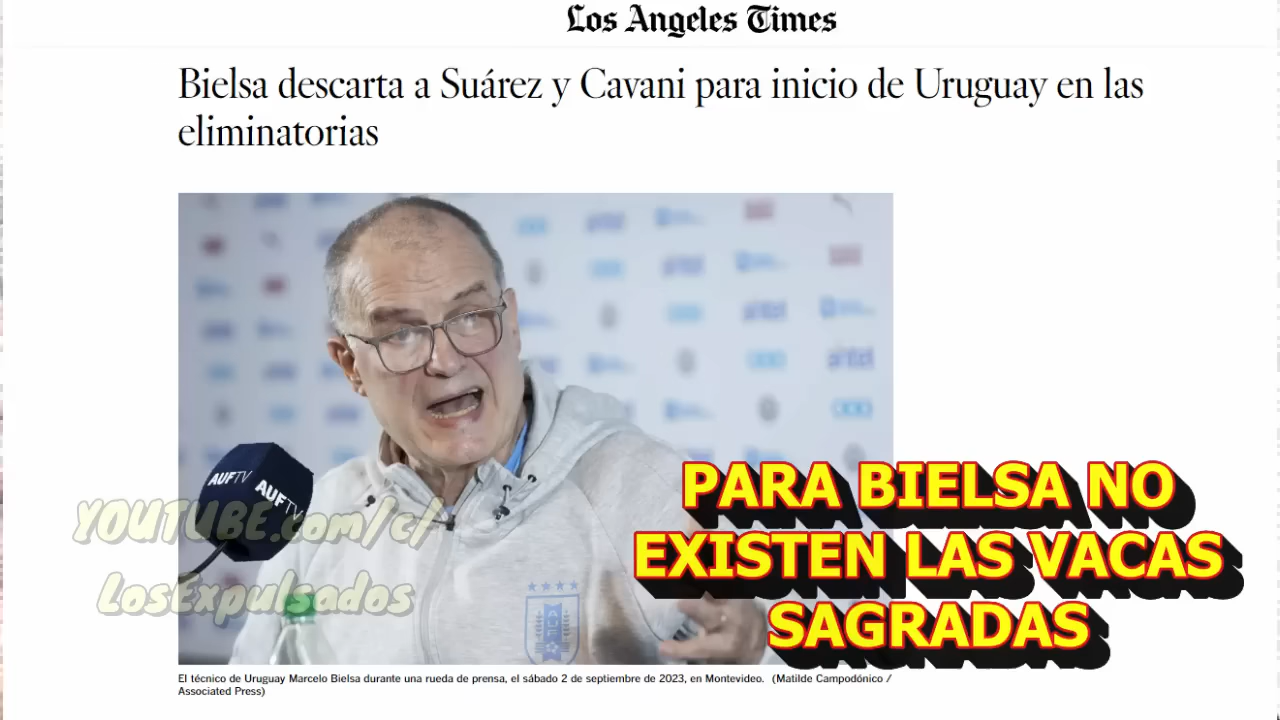 Los Angeles Times
Bielsa descarta a Suárez y Cavani para inicio de Uruguay en las
eliminatorias
AUFTV
AUFTV
YOUTUBE.com/c/
LosExpulsados
AUF
PARA BIELSA NO
EXISTEN LAS VACAS
SAGRADAS
El técnico de Uruguay Marcelo Bielsa durante una rueda de prensa, el sábado 2 de septiembre de 2023, en Montevideo. (Matilde Campodónico /
Associated Press)